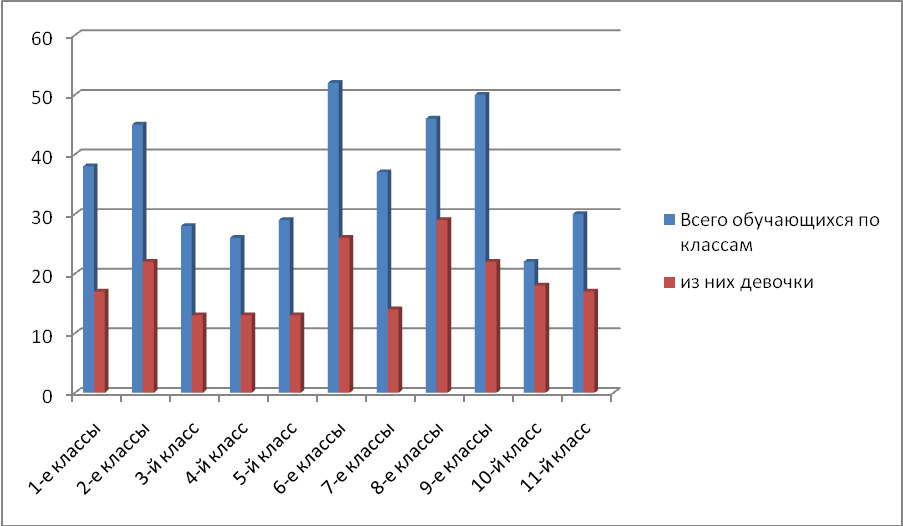 60
50
40
30
20
10
0
1-е классы
2-е классы
3-й класс
4-й класс
5-й класс
6-е классы
7-е классы
8-е классы
9-е классы
10-й класс
11-й класс
Всего обучающихся по
классам
из них девочки